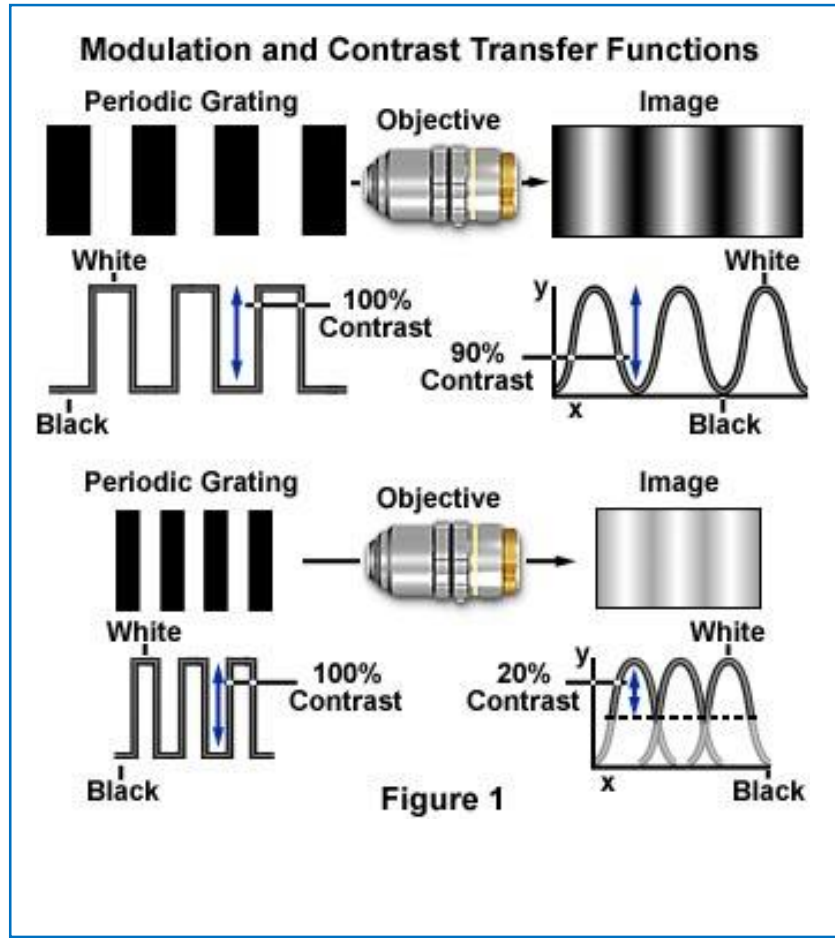 Modulation and Contrast Transfer Functions
Periodic Grating
Objective
Image
White
100%
Contrast
Black
y
White
90%
Contrast
x
Black
Periodic Grating
Objective
Image
White
100%
Contrast
Black
y
White
20%
Contrast
x
Black
Figure 1